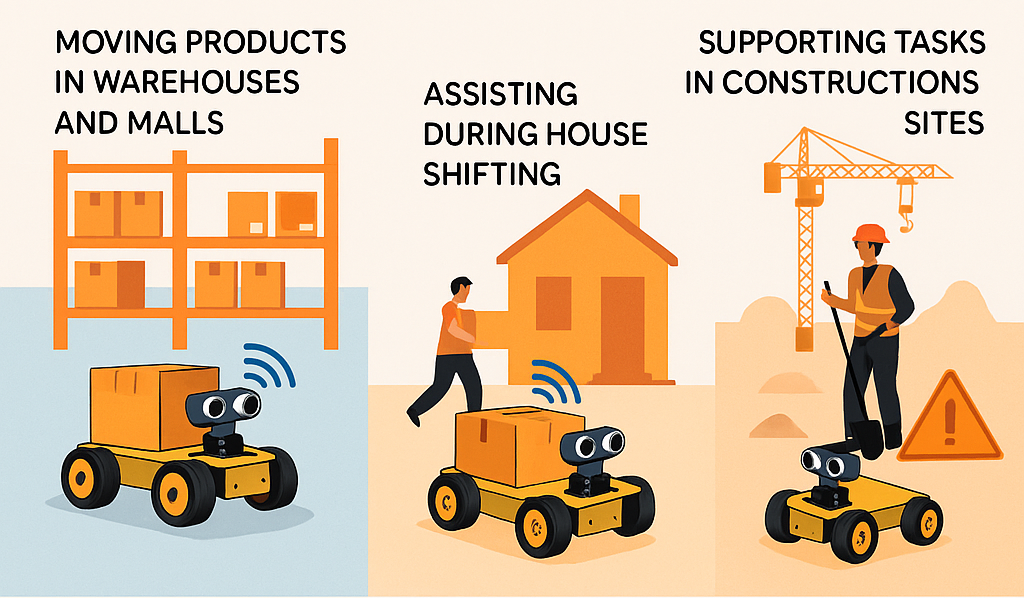 MOVING PRODUCTS
IN WAREHOUSES
AND MALLS
ASSISTING
DURING HOUSE
SHIFTING
SUPPORTING TASKS
IN CONSTRUCTIONS
SITES